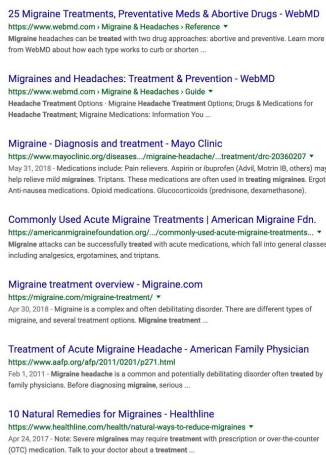 25 Migraine Treatments, Preventative Meds & Abortive Drugs - WebMD
https://www.webmd.com › Migraine & Headaches › Reference ▼
Migraine headaches can be treated with two drug approaches: abortive and preventive. Learn more
from WebMD about how each type works to curb or shorten ...
Migraines and Headaches: Treatment & Prevention - WebMD
https://www.webmd.com › Migraine & Headaches › Guide ▼
Headache Treatment Options · Migraine Headache Treatment Options; Drugs & Medications for
Headache Treatment; Migraine Medications: Information You ...
Migraine - Diagnosis and treatment - Mayo Clinic
https://www.mayoclinic.org/diseases.../migraine-headache/...treatment/drc-20360207 ▼
May 31, 2018 - Medications include: Pain relievers. Aspirin or ibuprofen (Advil, Motrin IB, others) may
help relieve mild migraines. Triptans. These medications are often used in treating migraines. Ergot
Anti-nausea medications. Opioid medications. Glucocorticoids (prednisone, dexamethasone).
Commonly Used Acute Migraine Treatments | American Migraine Fdn.
https://americanmigrainefoundation.org/.../commonly-used-acute-migraine-treatments... ▼
Migraine attacks can be successfully treated with acute medications, which fall into general classes
including analgesics, ergotamines, and triptans.
Migraine treatment overview - Migraine.com
https://migraine.com/migraine-treatment/ ▼
Apr 30, 2018 - Migraine is a complex and often debilitating disorder. There are different types of
migraine, and several treatment options. Migraine treatment ...
Treatment of Acute Migraine Headache - American Family Physician
https://www.aafp.org/afp/2011/0201/p271.html
Feb 1, 2011 - Migraine headache is a common and potentially debilitating disorder often treated by
family physicians. Before diagnosing migraine, serious ...
10 Natural Remedies for Migraines - Healthline
https://www.healthline.com/health/natural-ways-to-reduce-migraines ▼
Apr 24, 2017 - Note: Severe migraines may require treatment with prescription or over-the-counter
(OTC) medication. Talk to your doctor about a treatment ...